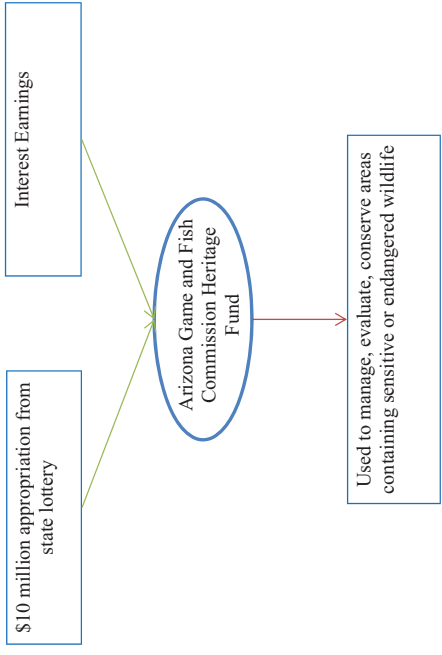 $10 million appropriation from
state lottery
Interest Earnings
Arizona Game and Fish
Commission Heritage
Fund
Used to manage, evaluate, conserve areas
containing sensitive or endangered wildlife